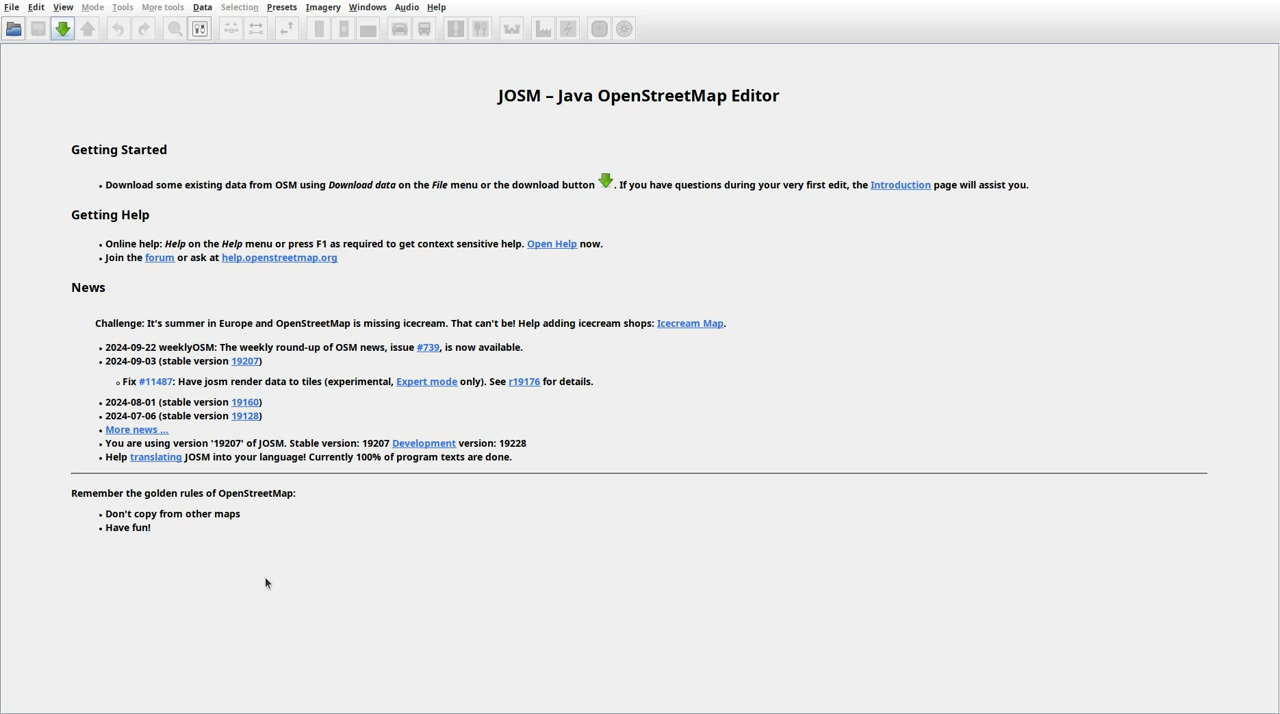 File Edit View Mode Tools More tools Data Selection Presets Imagery Windows Audio Help
JOSM – Java OpenStreetMap Editor
Getting Started
• Download some existing data from OSM using Download data on the File menu or the download button . If you have questions during your very first edit, the Introduction page will assist you.
Getting Help
• Online help: Help on the Help menu or press F1 as required to get context sensitive help. Open Help now.
• Join the forum or ask at help.openstreetmap.org
News
Challenge: It's summer in Europe and OpenStreetMap is missing icecream. That can't be! Help adding icecream shops: Icecream Map.
• 2024-09-22 weeklyOSM: The weekly round-up of OSM news, issue #739, is now available.
• 2024-09-03 (stable version 19207)
◦ Fix #11487: Have josm render data to tiles (experimental, Expert mode only). See r19176 for details.
• 2024-08-01 (stable version 19160)
• 2024-07-06 (stable version 19128)
• More news ...
• You are using version '19207' of JOSM. Stable version: 19207 Development version: 19228
• Help translating JOSM into your language! Currently 100% of program texts are done.
Remember the golden rules of OpenStreetMap:
• Don't copy from other maps
• Have fun!